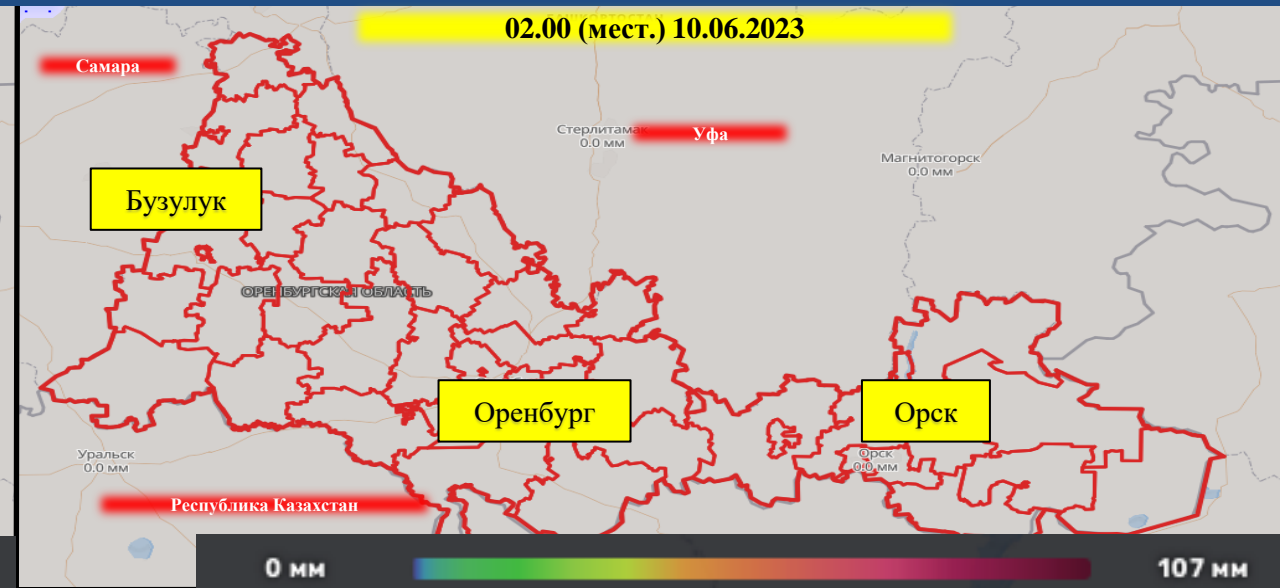 02.00 (мест.) 10.06.2023
Самара
Стерлитамак
0.0 мм
Уфа
Магнитогорск
0.0 мм
Бузулук
ОРЕНБУРГСКАЯ ОБЛАСТЬ
Оренбург
Орск
Уральск
0.0 мм
Орск
0.0 мм
Республика Казахстан
0 мм
107 мм